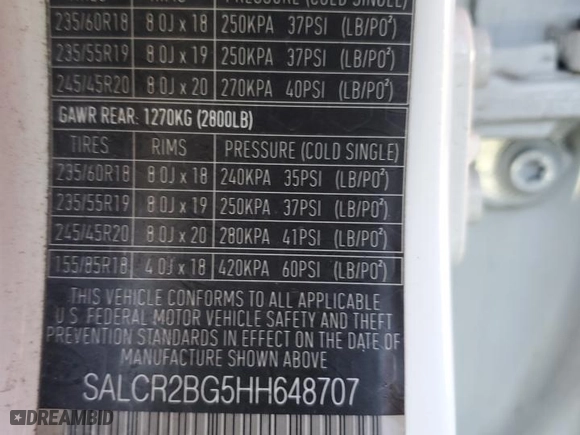 TIRES RIMS PRESSURE (COLD SINGLE)
235/60R18 8.0J x 18 250KPA 37PSI (LB/PO²)
235/55R19 8.0J x 19 250KPA 37PSI (LB/PO²)
245/45R20 8.0J x 20 270KPA 40PSI (LB/PO²)
GAWR REAR: 1270KG (2800LB)
TIRES RIMS PRESSURE (COLD SINGLE)
235/60R18 8.0J x 18 240KPA 35PSI (LB/PO²)
235/55R19 8.0J x 19 250KPA 37PSI (LB/PO²)
245/45R20 8.0J x 20 280KPA 41PSI (LB/PO²)
155/85R18 4.0J x 18 420KPA 60PSI (LB/PO²)
THIS VEHICLE CONFORMS TO ALL APPLICABLE
U.S. FEDERAL MOTOR VEHICLE SAFETY AND THEFT
PREVENTION STANDARDS IN EFFECT ON THE DATE
OF MANUFACTURE SHOWN ABOVE
SALCR2BG5HH648707
DREAMBID